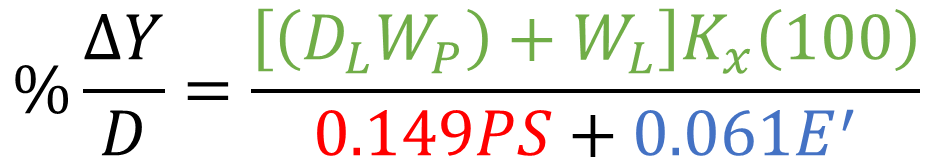 % ΔY/D = [(D_L W_P) + W_L]K_x(100) / 0.149PS + 0.061E′